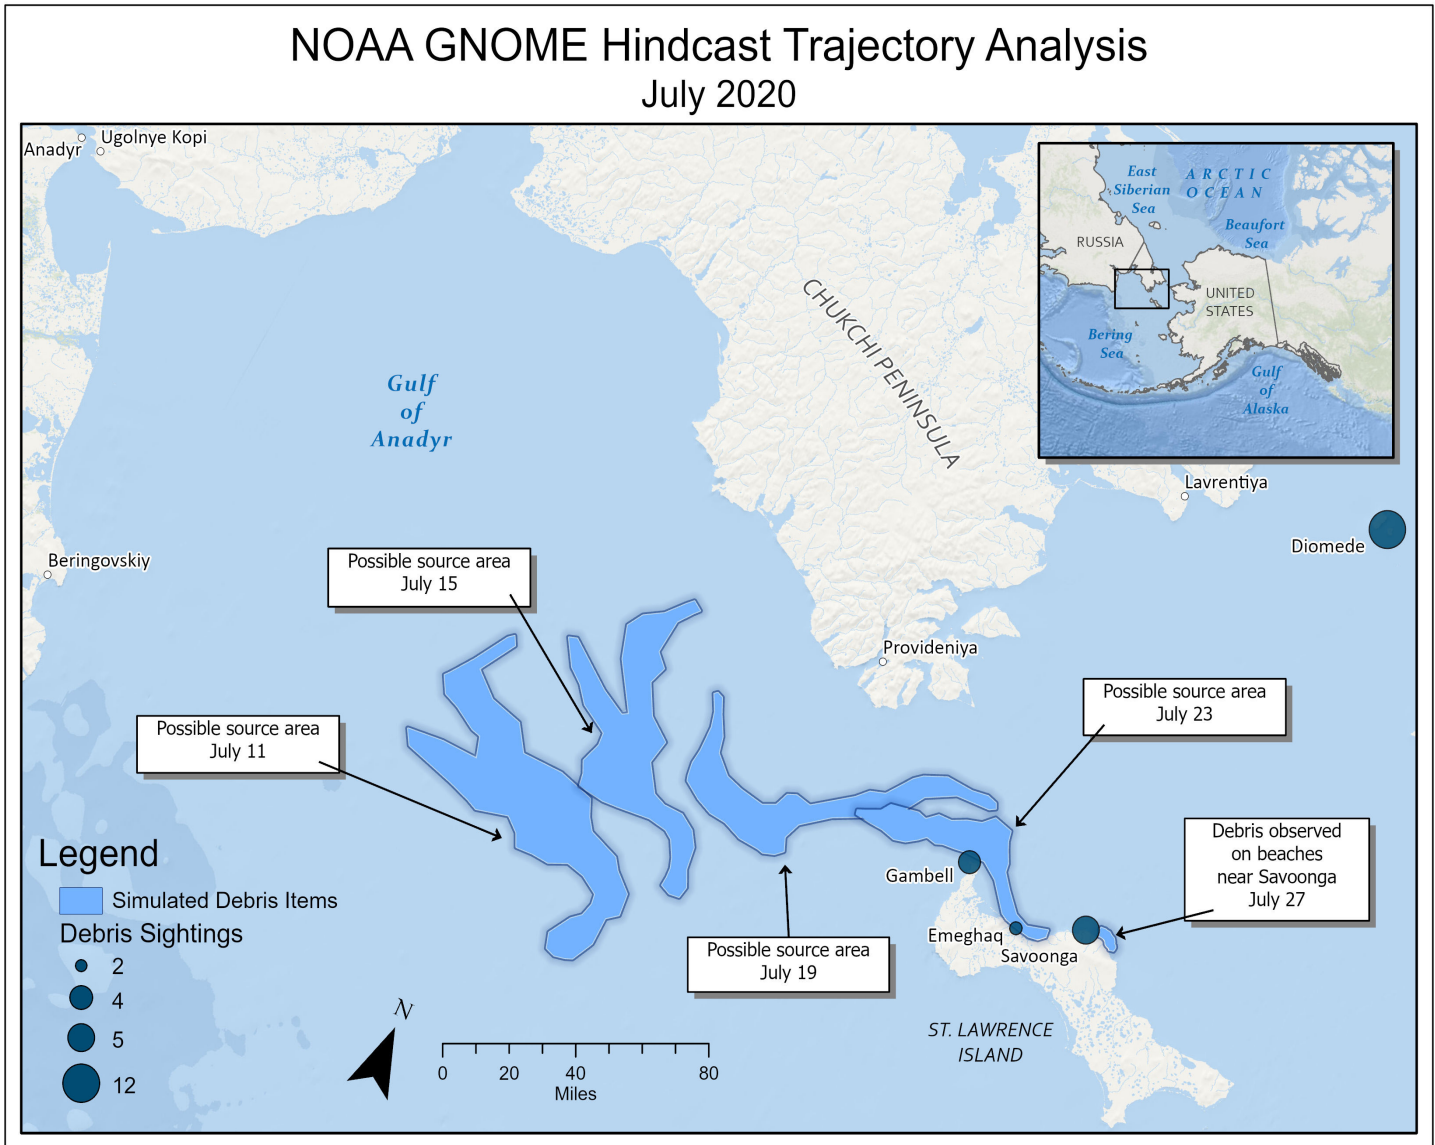 NOAA GNOME Hindcast Trajectory Analysis
July 2020
Anadyr
Ugolnye Kopi
East
Siberian
Sea
ARCTIC
OCEAN
Beaufort
Sea
RUSSIA
UNITED
STATES
Bering
Sea
Gulf
of
Alaska
CHUKCHI PENINSULA
Gulf
of
Anadyr
Lavrentiya
Diomede
Beringovskiy
Possible source area
July 15
Provideniya
Possible source area
July 23
Possible source area
July 11
Debris observed
on beaches
near Savoonga
July 27
Gambell
Emeghaq
Savoonga
Possible source area
July 19
ST. LAWRENCE
ISLAND
Legend
Simulated Debris Items
Debris Sightings
2
4
5
12
N
0 20 40 80
Miles